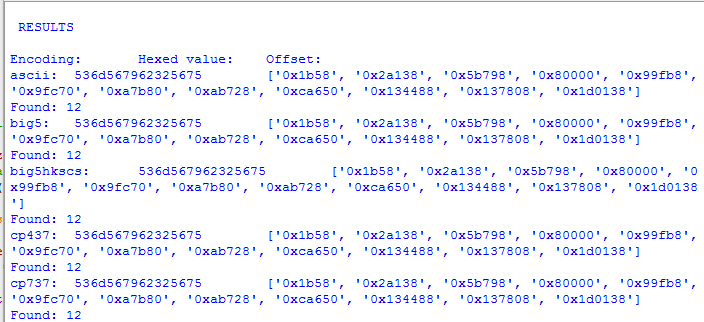 RESULTS
Encoding: Hexed value: Offset:
ascii: 536d567962325675 ['0x1b58', '0x2a138', '0x5b798', '0x80000', '0x99fb8',
'0x9fc70', '0xa7b80', '0xab728', '0xca650', '0x134488', '0x137808', '0x1d0138']
Found: 12
big5: 536d567962325675 ['0x1b58', '0x2a138', '0x5b798', '0x80000', '0x99fb8',
'0x9fc70', '0xa7b80', '0xab728', '0xca650', '0x134488', '0x137808', '0x1d0138']
Found: 12
big5hkscs: 536d567962325675 ['0x1b58', '0x2a138', '0x5b798', '0x80000', '0
x99fb8', '0x9fc70', '0xa7b80', '0xab728', '0xca650', '0x134488', '0x137808', '0x1d0138
']
Found: 12
cp437: 536d567962325675 ['0x1b58', '0x2a138', '0x5b798', '0x80000', '0x99fb8',
'0x9fc70', '0xa7b80', '0xab728', '0xca650', '0x134488', '0x137808', '0x1d0138']
Found: 12
cp737: 536d567962325675 ['0x1b58', '0x2a138', '0x5b798', '0x80000', '0x99fb8',
'0x9fc70', '0xa7b80', '0xab728', '0xca650', '0x134488', '0x137808', '0x1d0138']
Found: 12